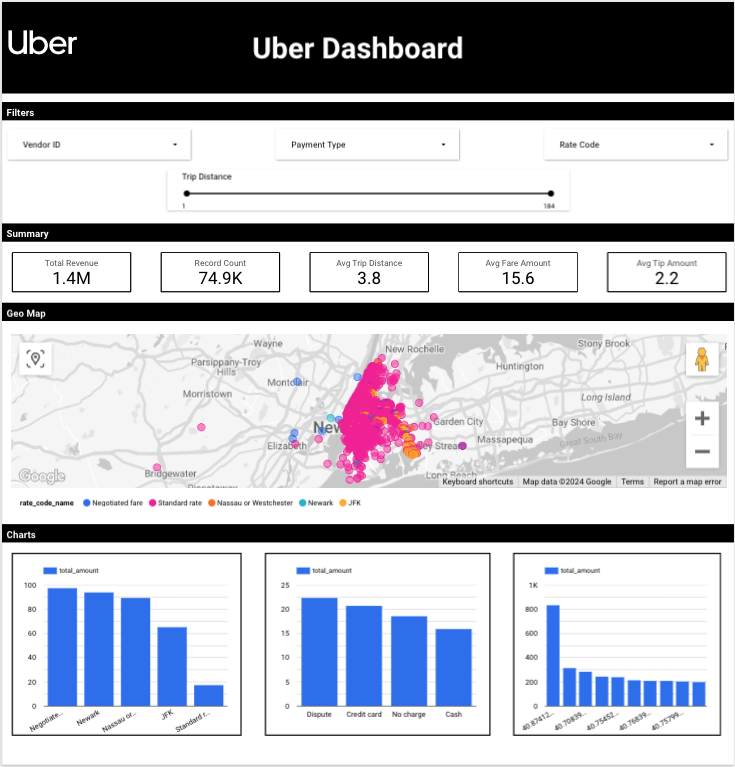 Uber
Uber Dashboard
Filters
Vendor ID
Payment Type
Rate Code
Trip Distance
1
184
Summary
Total Revenue
1.4M
Record Count
74.9K
Avg Trip Distance
3.8
Avg Fare Amount
15.6
Avg Tip Amount
2.2
Geo Map
Wayne
New Rochelle
Stony Brook
Parsippany-Troy
Hills
Huntington
Montclair
Morristown
Long Island
New
Garden City
Bay Shore
Elizabeth
ey Stream
Massapequa
Great South Bay
Bridgewater
Long Beach
Google
Keyboard shortcuts
Map data ©2024 Google
Terms
Report a map error
rate_code_name
Negotiated fare
Standard rate
Nassau or Westchester
Newark
JFK
Charts
total_amount
100
80
60
40
20
0
Negotiate...
Newark
Nassau or...
JFK
Standard r...
total_amount
25
20
15
10
5
0
Dispute
Credit card
No charge
Cash
total_amount
1K
800
600
400
200
0
40.87412...
40.70839...
40.75452...
40.76839...
40.75799...